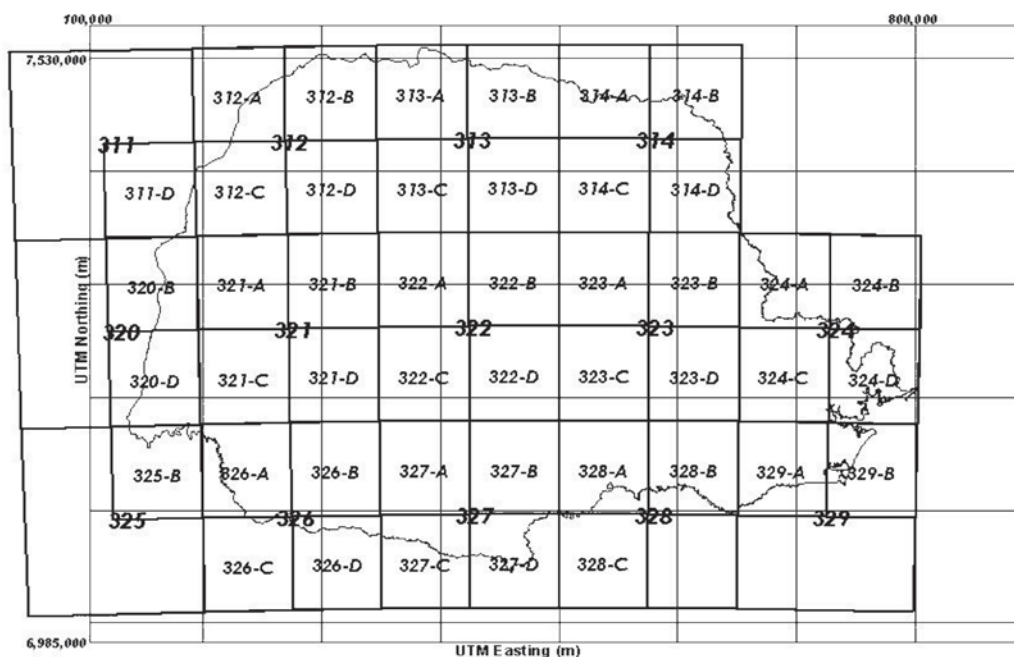 100,000 800,000
7,530,000
312-A 312-B 313-A 313-B 314-A 314-B
311 312 313 314
311-D 312-C 312-D 313-C 313-D 314-C 314-D
UTM Northing (m)
320-B 321-A 321-B 322-A 322-B 323-A 323-B 324-A 324-B
320 321 322 323 324
320-D 321-C 321-D 322-C 322-D 323-C 323-D 324-C 324-D
325-B 326-A 326-B 327-A 327-B 328-A 328-B 329-A 329-B
325 326 327 328 329
326-C 326-D 327-C 327-D 328-C
6,985,000
UTM Easting (m)